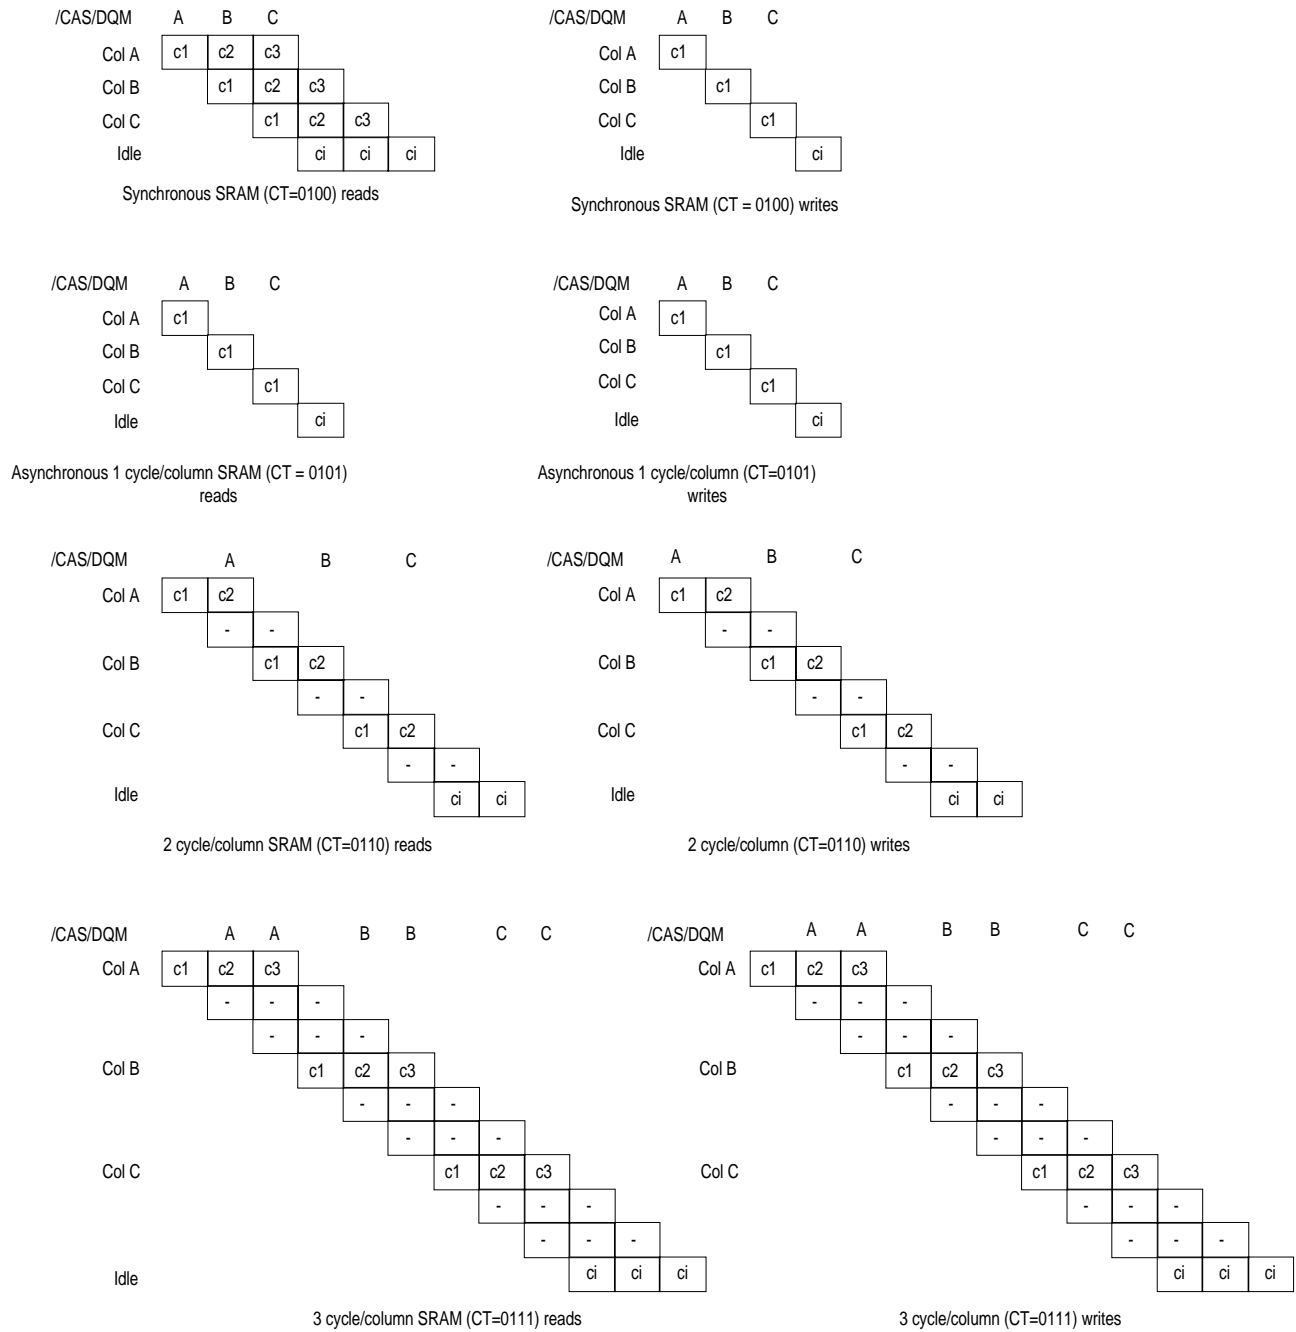 /CAS/DQM A B C
Col A c1 c2 c3
Col B c1 c2 c3
Col C c1 c2 c3
Idle ci ci ci
Synchronous SRAM (CT=0100) reads
/CAS/DQM A B C
Col A c1
Col B c1
Col C c1
Idle ci
Synchronous SRAM (CT = 0100) writes
/CAS/DQM A B C
Col A c1
Col B c1
Col C c1
Idle ci
Asynchronous 1 cycle/column SRAM (CT = 0101)
reads
/CAS/DQM A B C
Col A c1
Col B c1
Col C c1
Idle ci
Asynchronous 1 cycle/column (CT=0101)
writes
/CAS/DQM A B C
Col A c1 c2
- -
Col B c1 c2
- -
Col C c1 c2
- -
Idle ci ci
2 cycle/column SRAM (CT=0110) reads
/CAS/DQM A B C
Col A c1 c2
- -
Col B c1 c2
- -
Col C c1 c2
- -
Idle ci ci
2 cycle/column (CT=0110) writes
/CAS/DQM A A B B C C
Col A c1 c2 c3
- - -
- - -
Col B c1 c2 c3
- - -
- - -
Col C c1 c2 c3
- - -
- - -
Idle ci ci ci
3 cycle/column SRAM (CT=0111) reads
/CAS/DQM A A B B C C
Col A c1 c2 c3
- - -
- - -
Col B c1 c2 c3
- - -
- - -
Col C c1 c2 c3
- - -
- - -
ci ci ci
3 cycle/column (CT=0111) writes